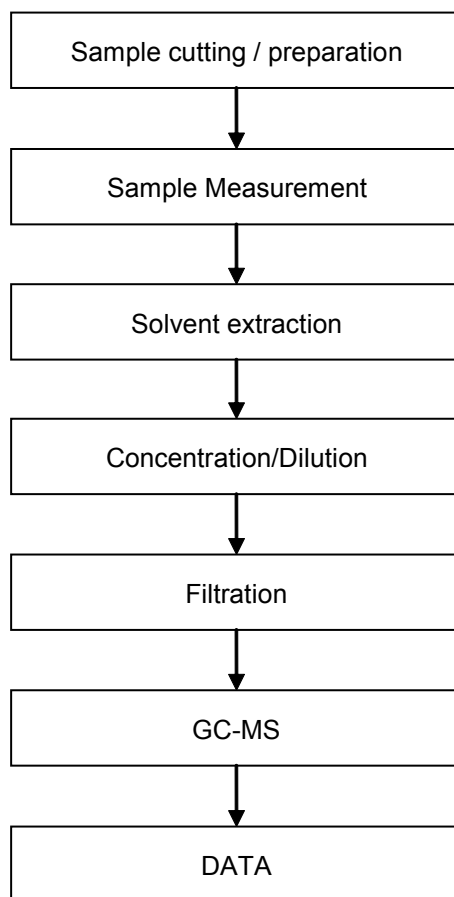 Sample cutting / preparation
Sample Measurement
Solvent extraction
Concentration/Dilution
Filtration
GC-MS
DATA